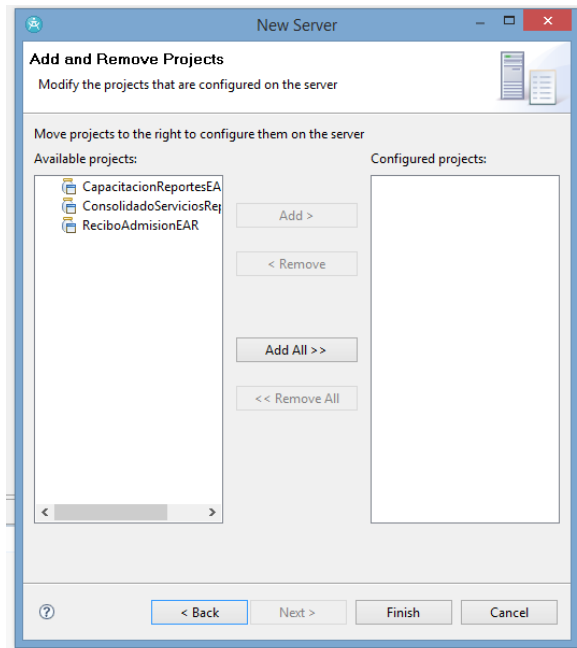 New Server
Add and Remove Projects
Modify the projects that are configured on the server
Move projects to the right to configure them on the server
Available projects:
Configured projects:
CapacitacionReportesEA
ConsolidadoServiciosRep
ReciboAdmisionEAR
Add >
< Remove
Add All >>
<< Remove All
< Back
Next >
Finish
Cancel